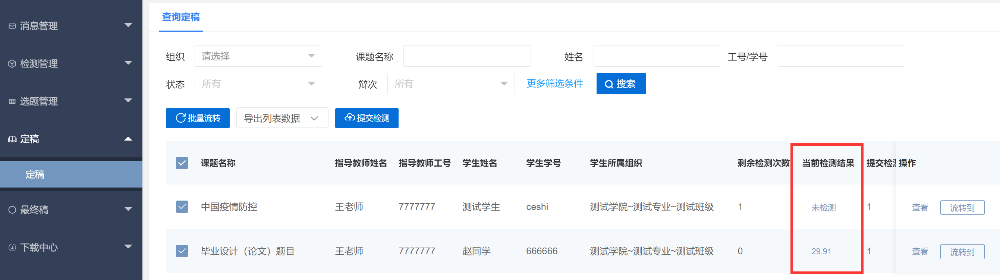 消息管理
检测管理
选题管理
定稿
定稿
最终稿
下载中心
查询定稿
组织 请选择 课题名称 姓名 工号/学号
状态 所有 辩次 所有 更多筛选条件 搜索
批量流转 导出列表数据 提交检测
课题名称 指导教师姓名 指导教师工号 学生姓名 学生学号 学生所属组织 剩余检测次数 当前检测结果 提交检 操作
中国疫情防控 王老师 7777777 测试学生 ceshi 测试学院~测试专业~测试班级 1 未检测 1 查看 流转到
毕业设计（论文）题目 王老师 7777777 赵同学 666666 测试学院~测试专业~测试班级 0 29.91 1 查看 流转到